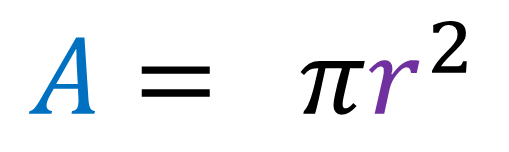 A = πr²